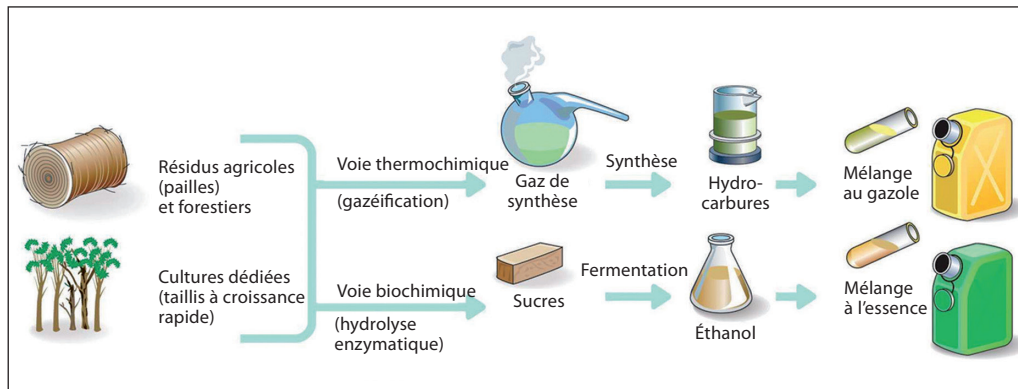 Résidus agricoles
(pailles)
et forestiers
Cultures dédiées
(taillis à croissance
rapide)
Voie thermochimique
(gazéification)
Gaz de
synthèse
Synthèse
Hydro-
carbures
Mélange
au gazole
Voie biochimique
(hydrolyse
enzymatique)
Sucres
Fermentation
Éthanol
Mélange
à l’essence